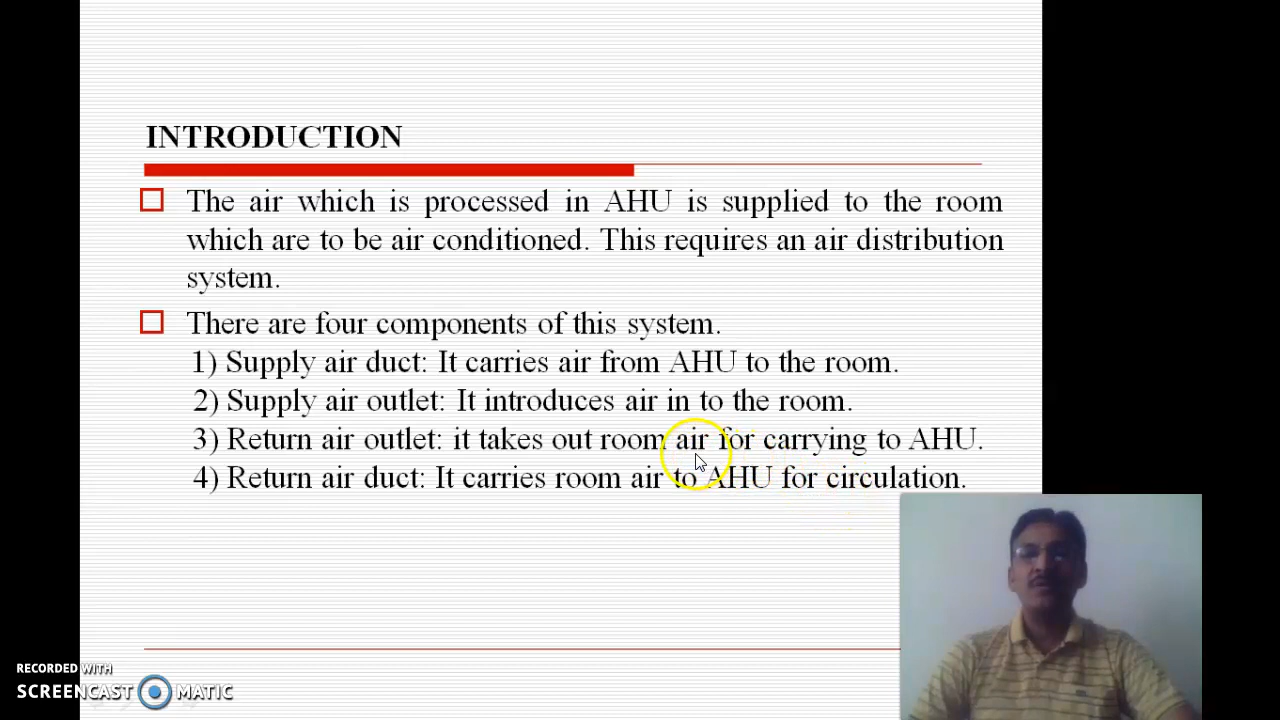 INTRODUCTION
The air which is processed in AHU is supplied to the room
which are to be air conditioned. This requires an air distribution
system.
There are four components of this system.
1) Supply air duct: It carries air from AHU to the room.
2) Supply air outlet: It introduces air in to the room.
3) Return air outlet: it takes out room air for carrying to AHU.
4) Return air duct: It carries room air to AHU for circulation.
RECORDED WITH
SCREENCAST MATIC